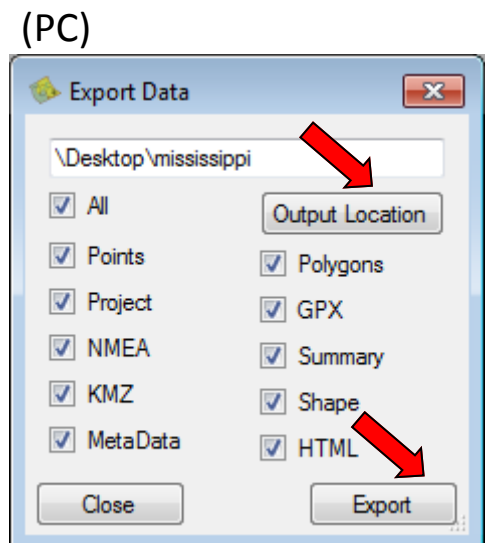 (PC)
Export Data
\Desktop\mississippi
All
Output Location
Points
Polygons
Project
GPX
NMEA
Summary
KMZ
Shape
MetaData
HTML
Close
Export